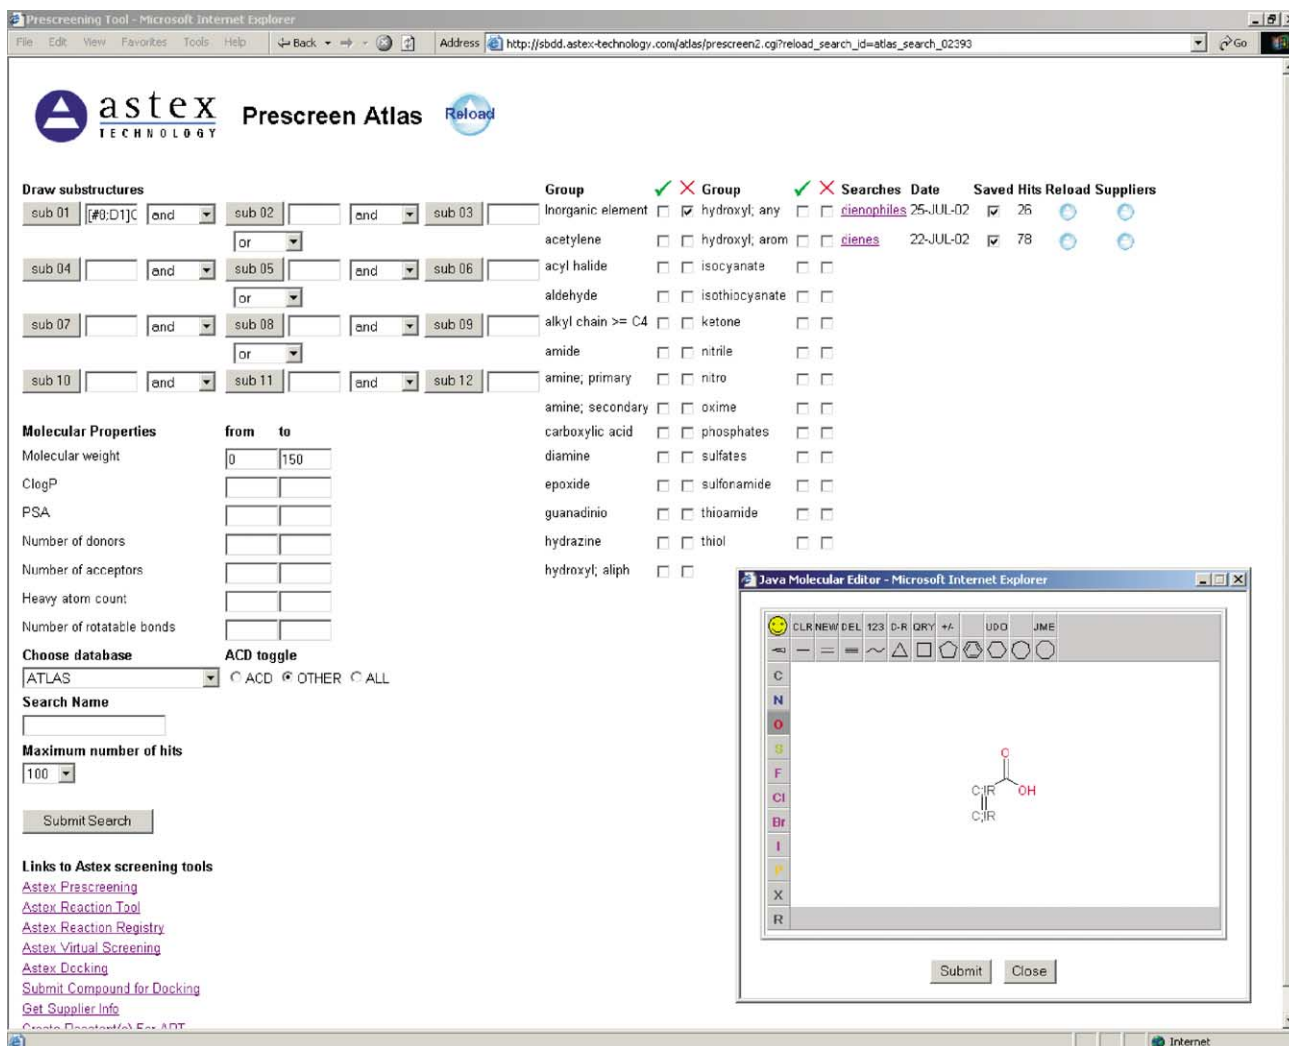 Prescreening Tool - Microsoft Internet Explorer
File Edit View Favorites Tools Help Back Address http://sbdd.astex-technology.com/atlas/prescreen2.cgi?reload_search_id=atlas_search_02393 Go
astex
TECHNOLOGY
Prescreen Atlas
Reload
Draw substructures
sub 01 [#0;D1]C and sub 02 and sub 03
or
sub 04 and sub 05 and sub 06
or
sub 07 and sub 08 and sub 09
or
sub 10 and sub 11 and sub 12
Molecular Properties from to
Molecular weight 0 150
ClogP
PSA
Number of donors
Number of acceptors
Heavy atom count
Number of rotatable bonds
Choose database ACD toggle
ATLAS ACD OTHER ALL
Search Name
Maximum number of hits
100
Submit Search
Links to Astex screening tools
Astex Prescreening
Astex Reaction Tool
Astex Reaction Registry
Astex Virtual Screening
Astex Docking
Submit Compound for Docking
Get Supplier Info
Group Group Searches Date Saved Hits Reload Suppliers
Inorganic element hydroxyl; any cienophiles 25-JUL-02 26
acetylene hydroxyl; arom cienes 22-JUL-02 78
acyl halide isocyanate
aldehyde isothiocyanate
alkyl chain >= C4 ketone
amide nitrile
amine; primary nitro
amine; secondary oxime
carboxylic acid phosphates
diamine sulfates
epoxide sulfonamide
guanadinio thioamide
hydrazine thiol
hydroxyl; aliph
Java Molecular Editor - Microsoft Internet Explorer
CLR NEW DEL 123 D-R QRY +/- UDO JME
C
N
O
S
F
Cl
Br
I
P
X
R
O
C;IR OH
C;IR
Submit Close
Internet